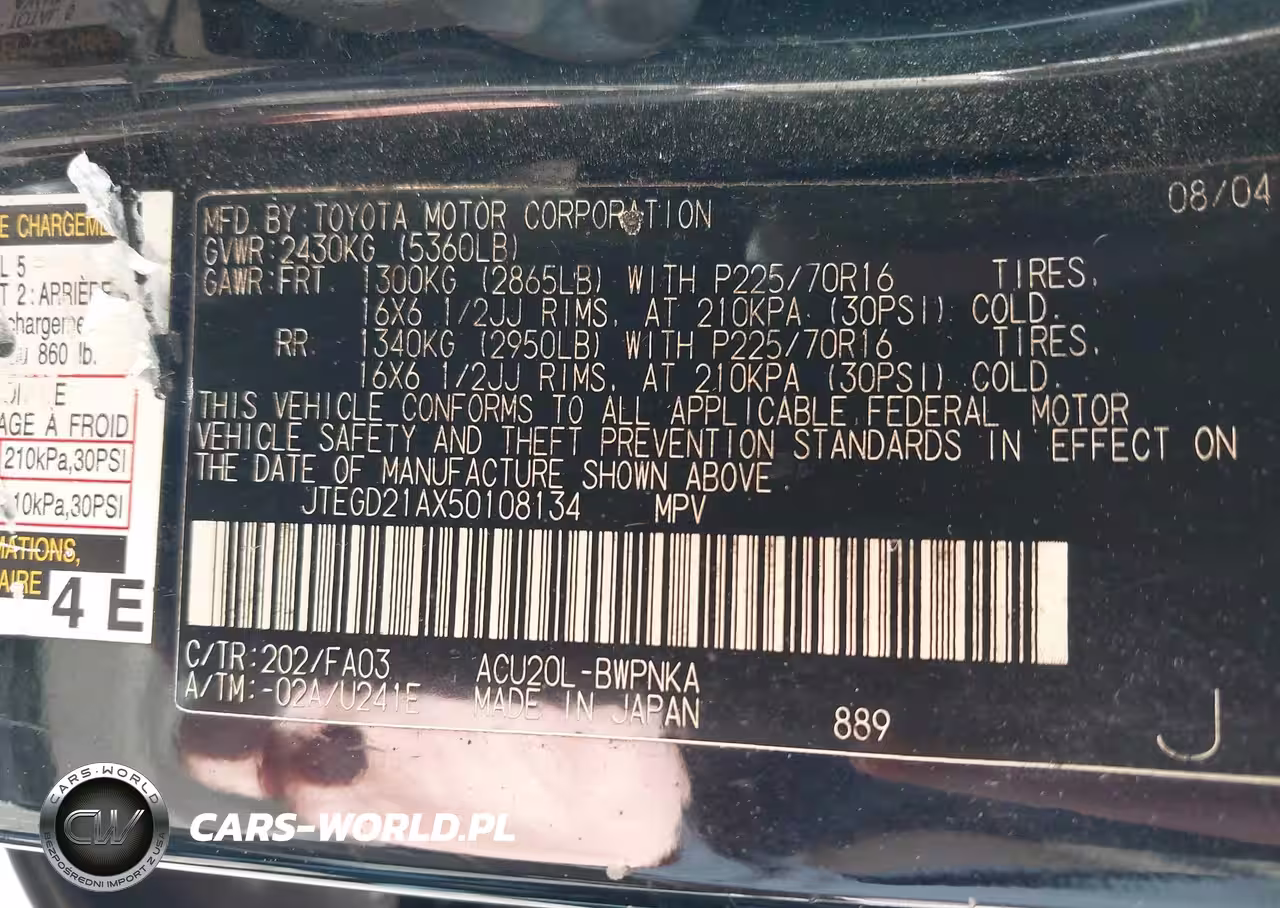 08/04
MFD. BY: TOYOTA MOTOR CORPORATION
GVWR: 2430KG (5360LB)
GAWR: FRT. 1300KG (2865LB) WITH P225/70R16 TIRES,
16X6 1/2JJ RIMS, AT 210KPA (30PSI) COLD.
RR. 1340KG (2950LB) WITH P225/70R16 TIRES,
16X6 1/2JJ RIMS, AT 210KPA (30PSI) COLD.
THIS VEHICLE CONFORMS TO ALL APPLICABLE FEDERAL MOTOR
VEHICLE SAFETY AND THEFT PREVENTION STANDARDS IN EFFECT ON
THE DATE OF MANUFACTURE SHOWN ABOVE.
JTEGD21AX50108134 MPV
C/TR: 202/FA03 ACU20L-BWPNKA
A/TM: -02A/U241E MADE IN JAPAN
889
J
E CHARGEME
L 5
T 2: ARRIÈRE
chargeme
860 lb.
AGE À FROID
210kPa,30PSI
10kPa,30PSI
MATIONS,
AIRE
4 E
CARS-WORLD
CW
BEZPOŚREDNI IMPORT Z USA
CARS-WORLD.PL